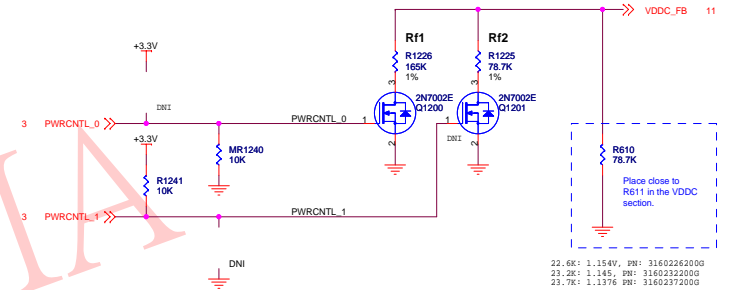 VDDC_FB 11
Rf1
Rf2
+3.3V
R1226
165K
1%
R1225
78.7K
1%
3
3
DNI
2N7002E
Q1200
2N7002E
Q1201
3 PWRCNTL_0
PWRCNTL_0
1
1
+3.3V
DNI
2
2
MR1240
10K
R610
78.7K
R1241
10K
Place close to
R611 in the VDDC
section.
3 PWRCNTL_1
PWRCNTL_1
DNI
22.6K: 1.154V, PN: 3160226200G
23.2K: 1.145, PN: 3160232200G
23.7K: 1.1376 PN: 3160237200G